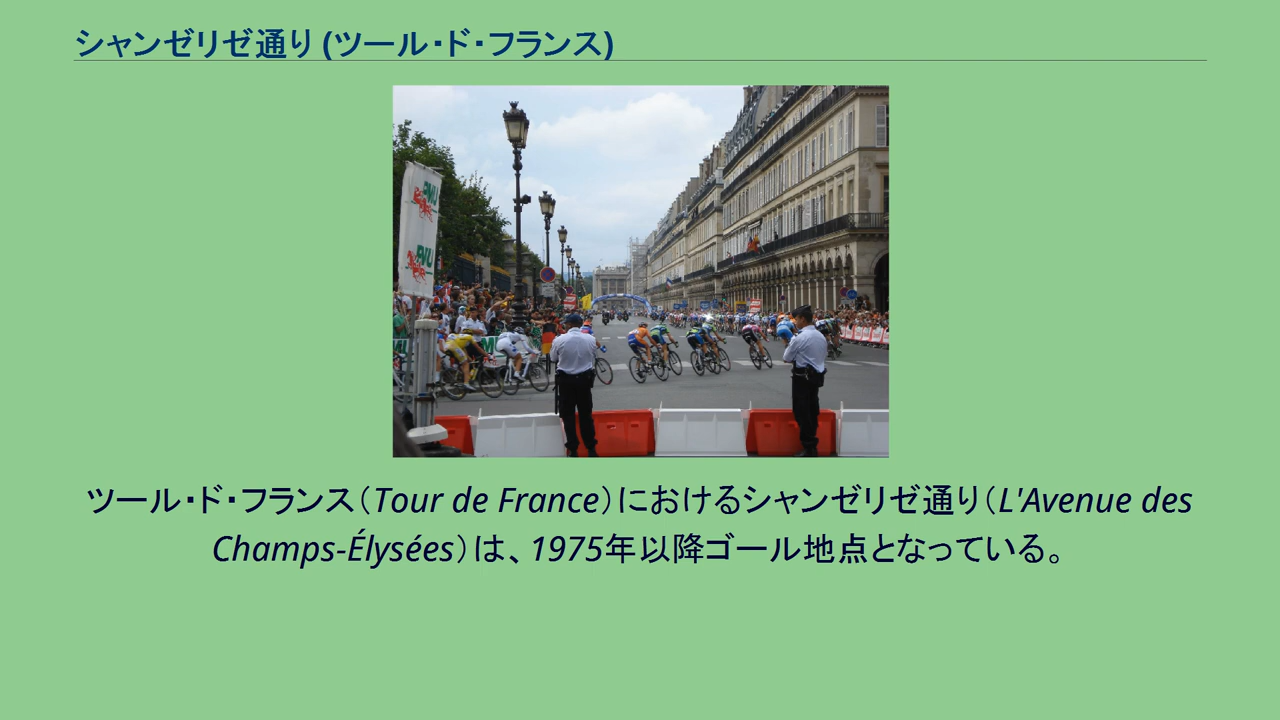 シャンゼリゼ通り (ツール・ド・フランス)
PMU
PMU
ツール・ド・フランス（Tour de France）におけるシャンゼリゼ通り（L'Avenue des
Champs-Élysées）は、1975年以降ゴール地点となっている。